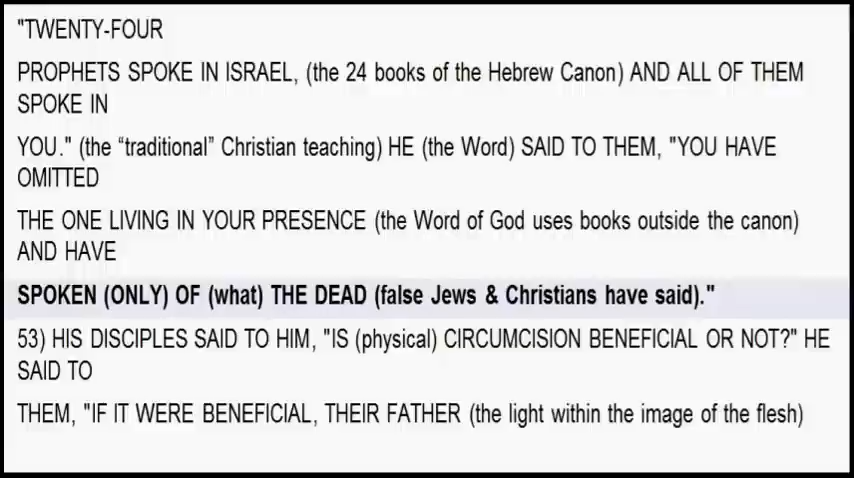 "TWENTY-FOUR
PROPHETS SPOKE IN ISRAEL, (the 24 books of the Hebrew Canon) AND ALL OF THEM
SPOKE IN
YOU." (the “traditional” Christian teaching) HE (the Word) SAID TO THEM, "YOU HAVE
OMITTED
THE ONE LIVING IN YOUR PRESENCE (the Word of God uses books outside the canon)
AND HAVE
SPOKEN (ONLY) OF (what) THE DEAD (false Jews & Christians have said)."
53) HIS DISCIPLES SAID TO HIM, "IS (physical) CIRCUMCISION BENEFICIAL OR NOT?" HE
SAID TO
THEM, "IF IT WERE BENEFICIAL, THEIR FATHER (the light within the image of the flesh)